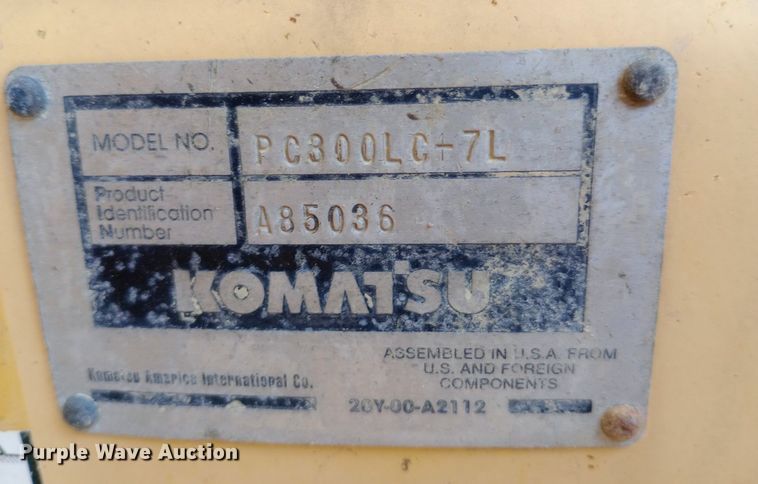 MODEL NO. PC300LC-7L
Product
Identification
Number
A85036
KOMATSU
ASSEMBLED IN U.S.A. FROM
U.S. AND FOREIGN
COMPONENTS
Komatsu America International Co.
20Y-00-A2112
Purple Wave Auction